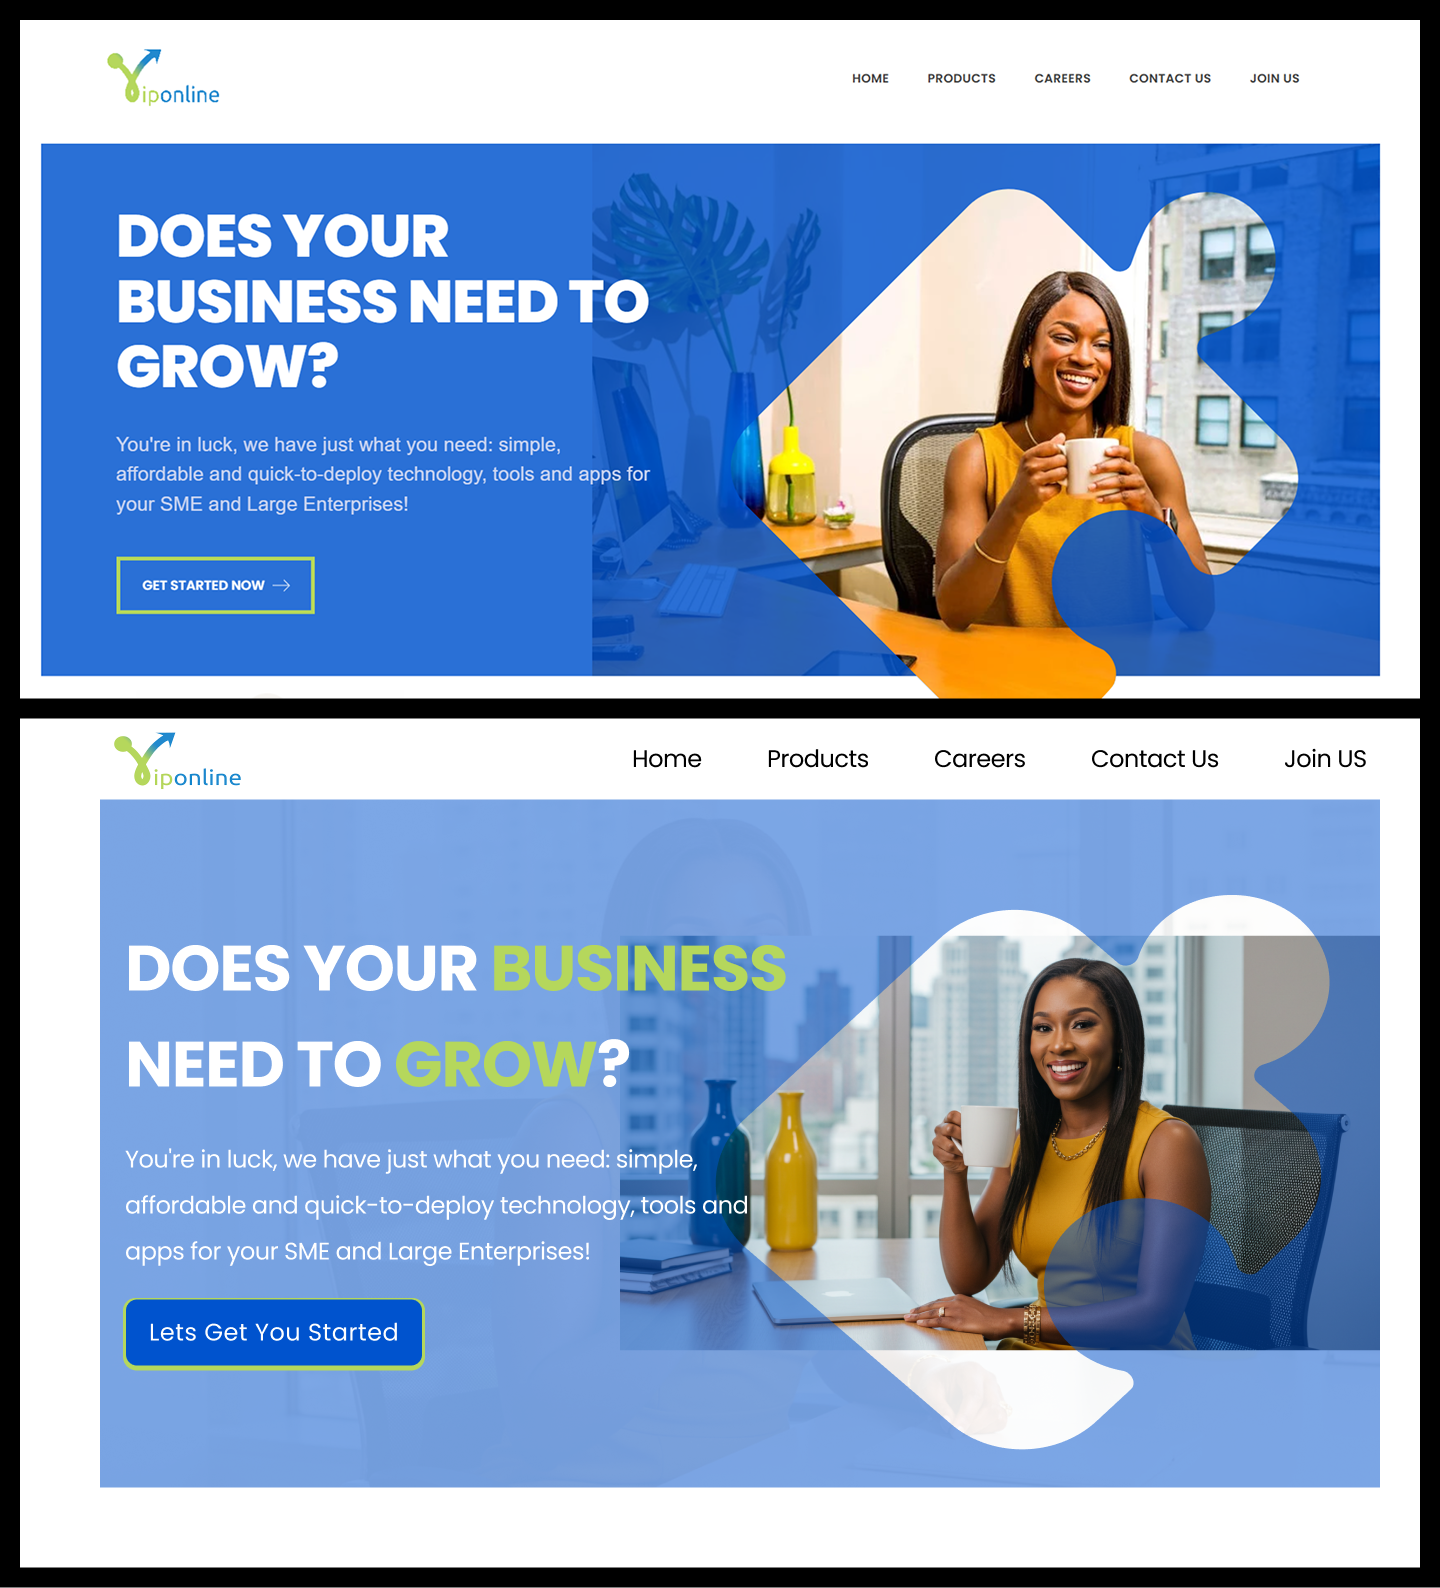 Yiponline
HOME PRODUCTS CAREERS CONTACT US JOIN US
DOES YOUR
BUSINESS NEED TO
GROW?
You're in luck, we have just what you need: simple,
affordable and quick-to-deploy technology, tools and apps for
your SME and Large Enterprises!
GET STARTED NOW
Yiponline
Home Products Careers Contact Us Join US
DOES YOUR BUSINESS
NEED TO GROW?
You're in luck, we have just what you need: simple,
affordable and quick-to-deploy technology, tools and
apps for your SME and Large Enterprises!
Lets Get You Started